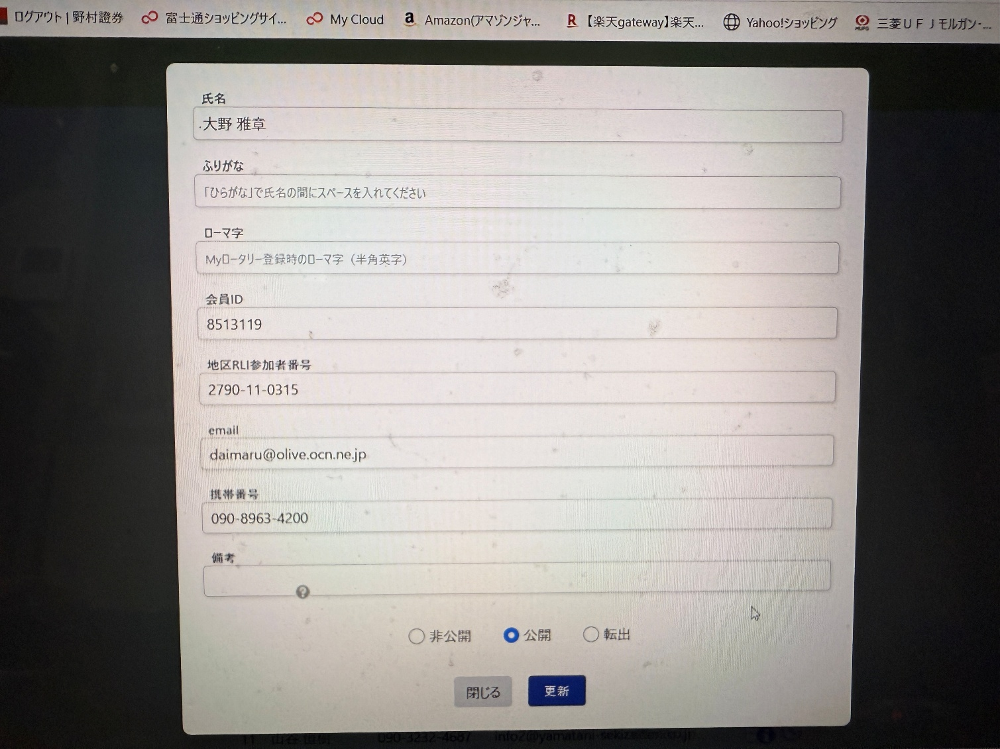 ログアウト | 野村證券 富士通ショッピングサイ... My Cloud Amazon(アマゾンジャ... 【楽天gateway】楽天... Yahoo!ショッピング 三菱ＵＦＪモルガン・...
氏名
.大野 雅章
ふりがな
「ひらがな」で氏名の間にスペースを入れてください
ローマ字
Myロータリー登録時のローマ字（半角英字）
会員ID
8513119
地区RLI参加者番号
2790-11-0315
email
daimaru@olive.ocn.ne.jp
携帯番号
090-8963-4200
備考
非公開 公開 転出
閉じる 更新
11 090-3232-4687